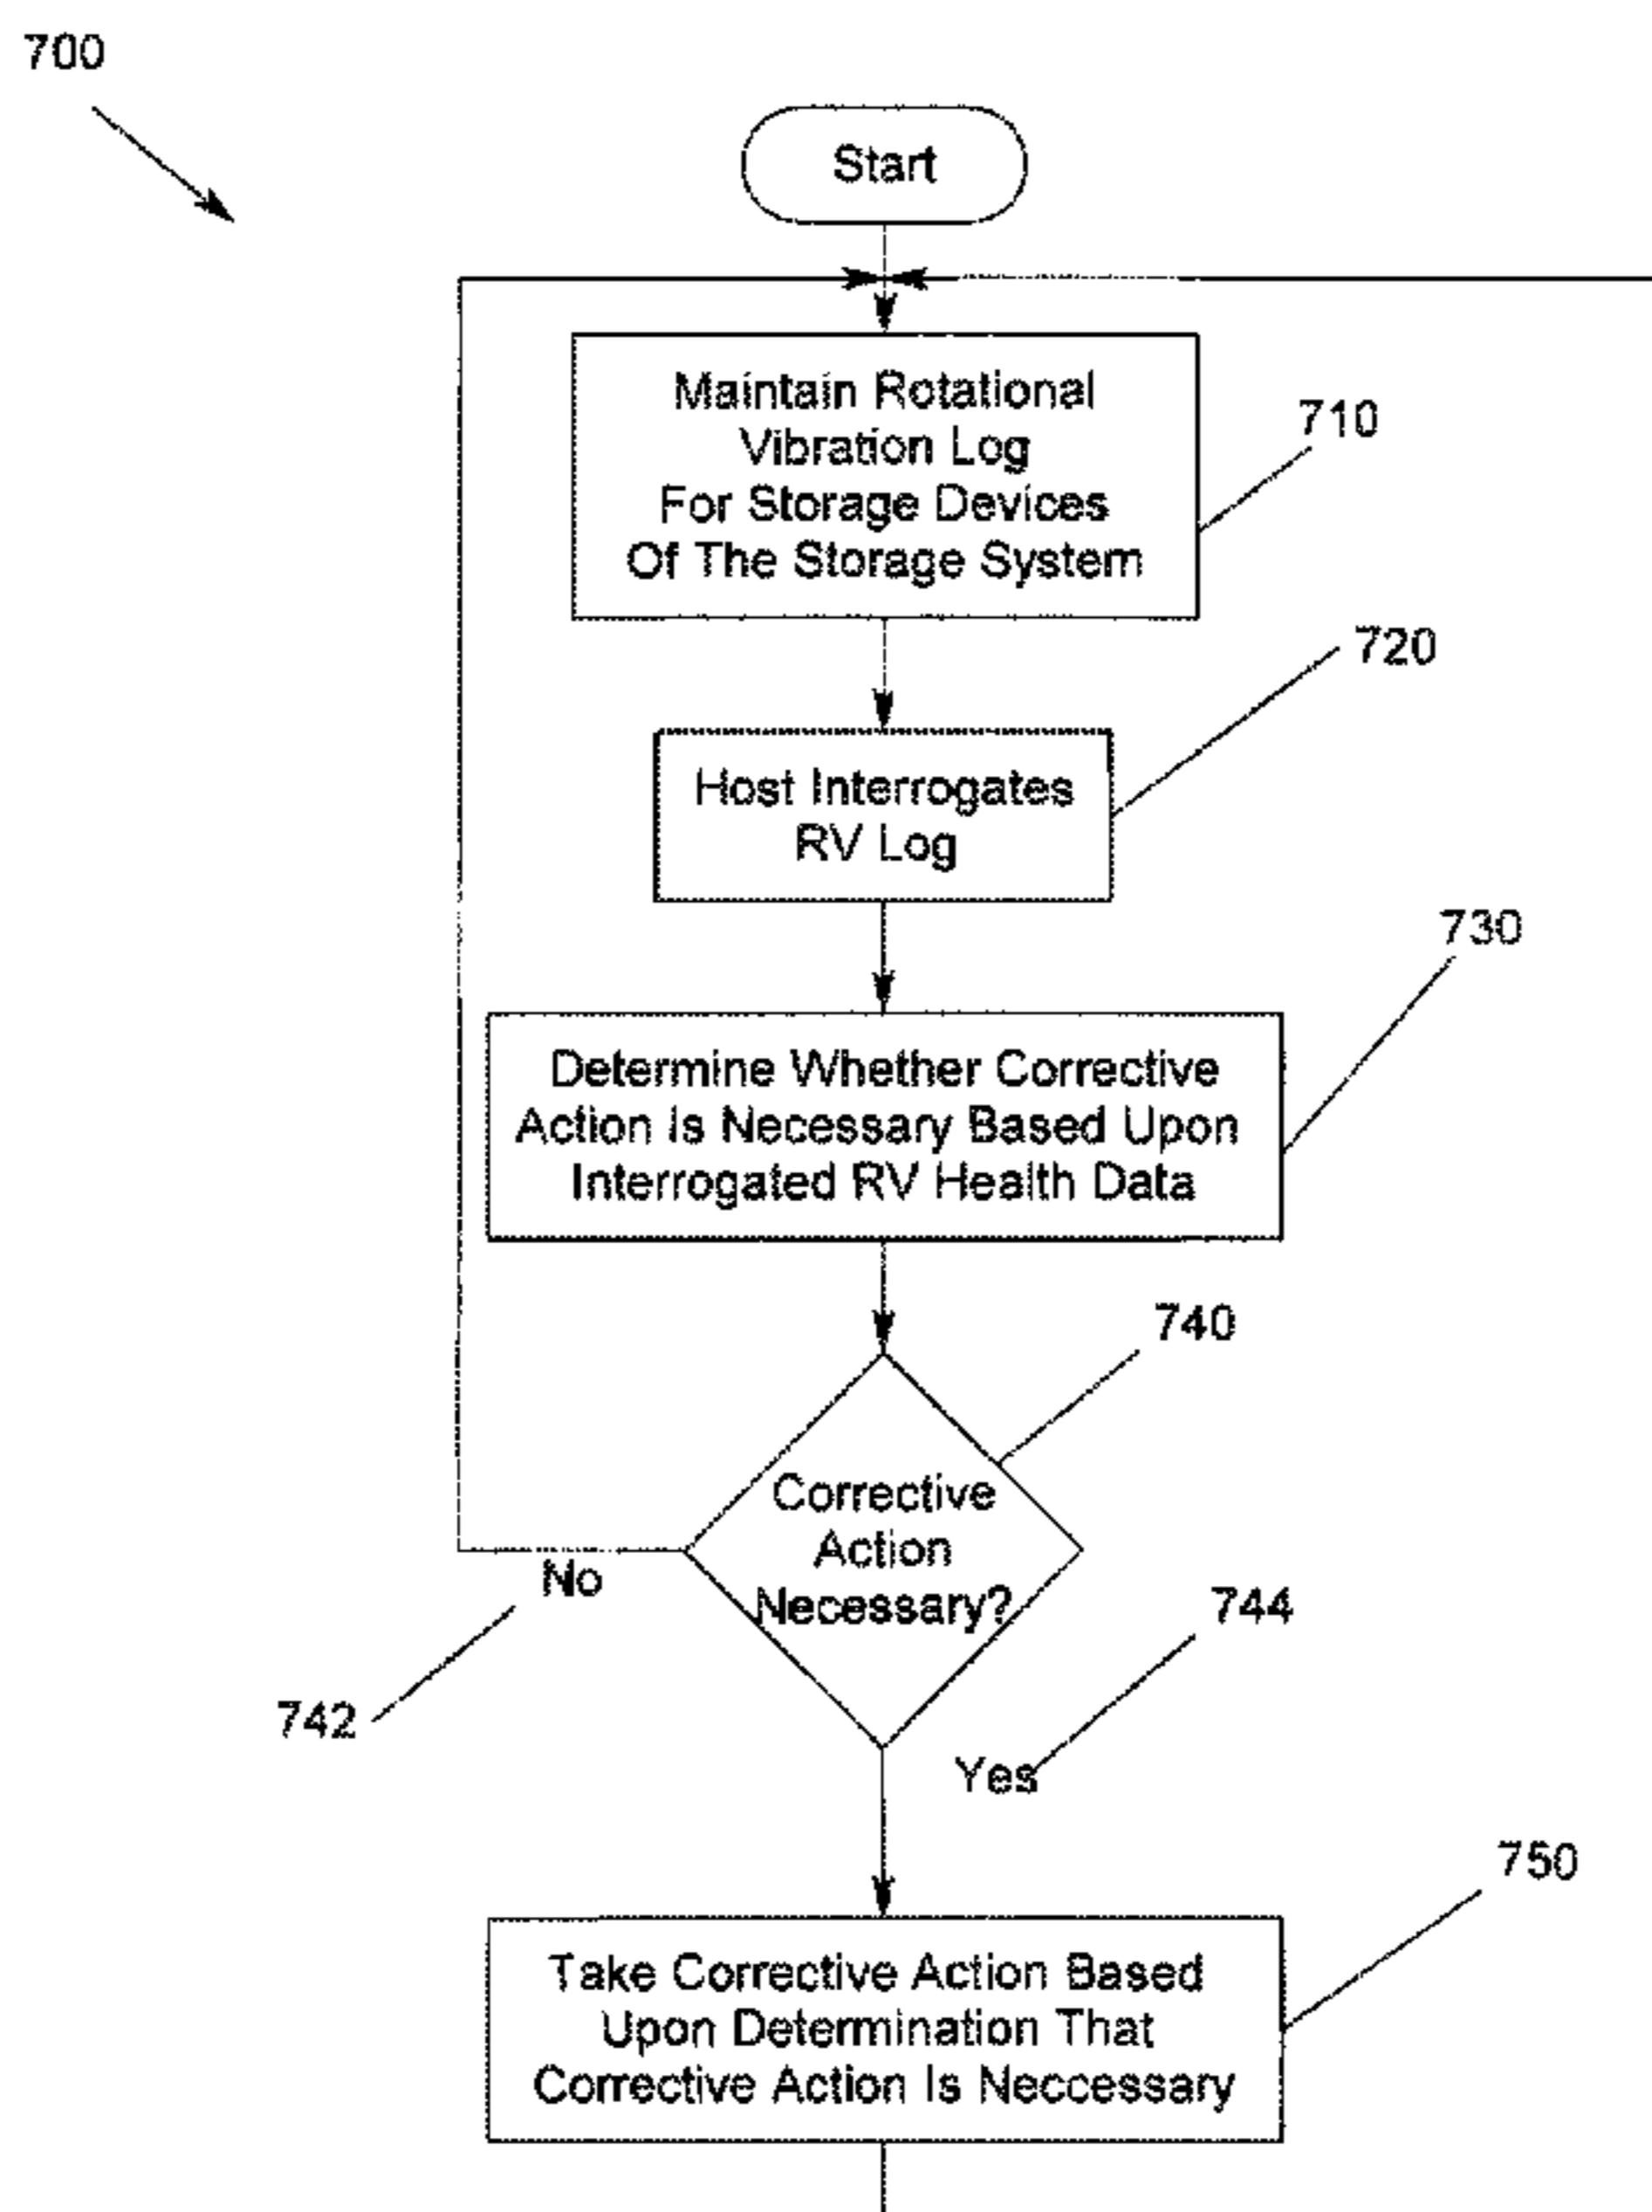 700
Start
Maintain Rotational
Vibration Log
For Storage Devices
Of The Storage System
710
720
Host Interrogates
RV Log
730
Determine Whether Corrective
Action Is Necessary Based Upon
Interrogated RV Health Data
740
Corrective
Action
Necessary?
No
744
742
Yes
750
Take Corrective Action Based
Upon Determination That
Corrective Action Is Neccessary